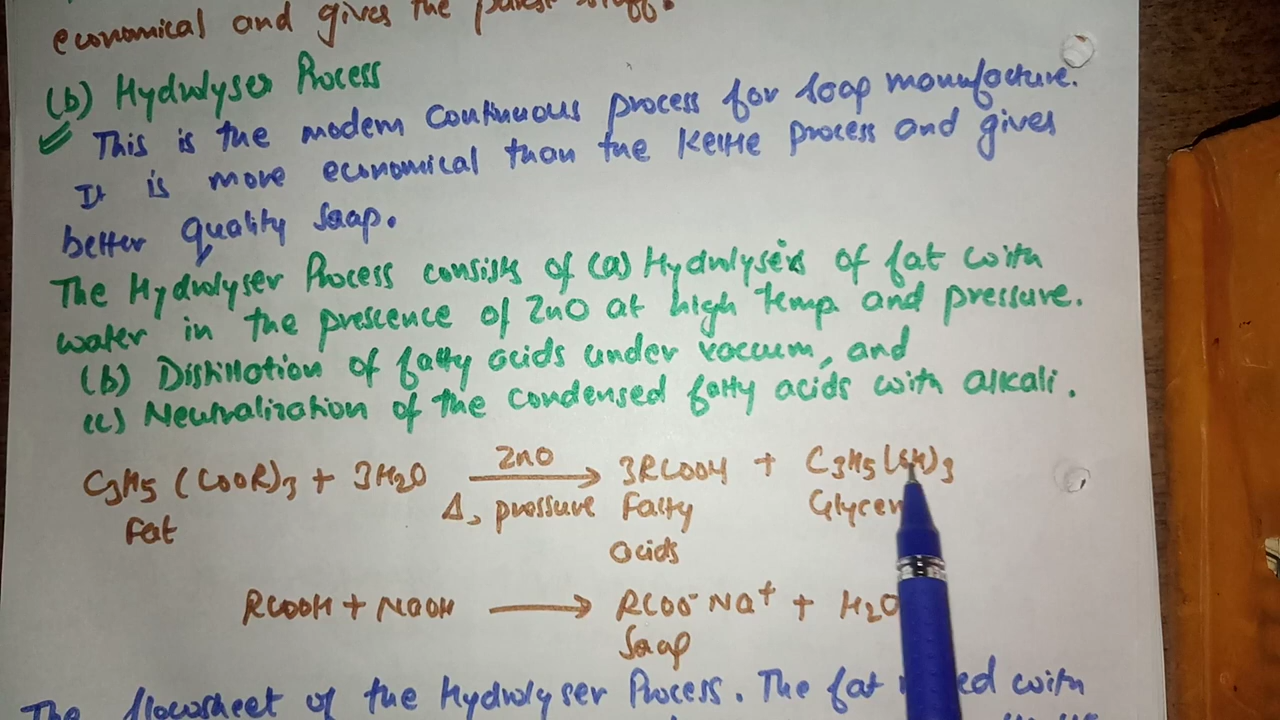 economical and gives the purest stuff.
(b) Hydrolyser Process
This is the modern continuous process for soap manufacture.
It is more economical than the Kettle process and gives
better quality Soap.
The Hydrolyser Process consists of (a) Hydrolysis of fat with
water in the prescence of ZnO at high temp. and pressure.
(b) Distillation of fatty acids under vaccum, and
(c) Neutralization of the condensed fatty acids with alkali.
C3H5 (COOR)3 + 3H2O ZnO → 3RCOOH + C3H5(OH)3
Fat Δ, pressure Fatty acids
RCOOH + NaOH → RCOO⁻Na⁺ + H2O
Soap
The flowsheet of the Hydrolyser Process. The fat with